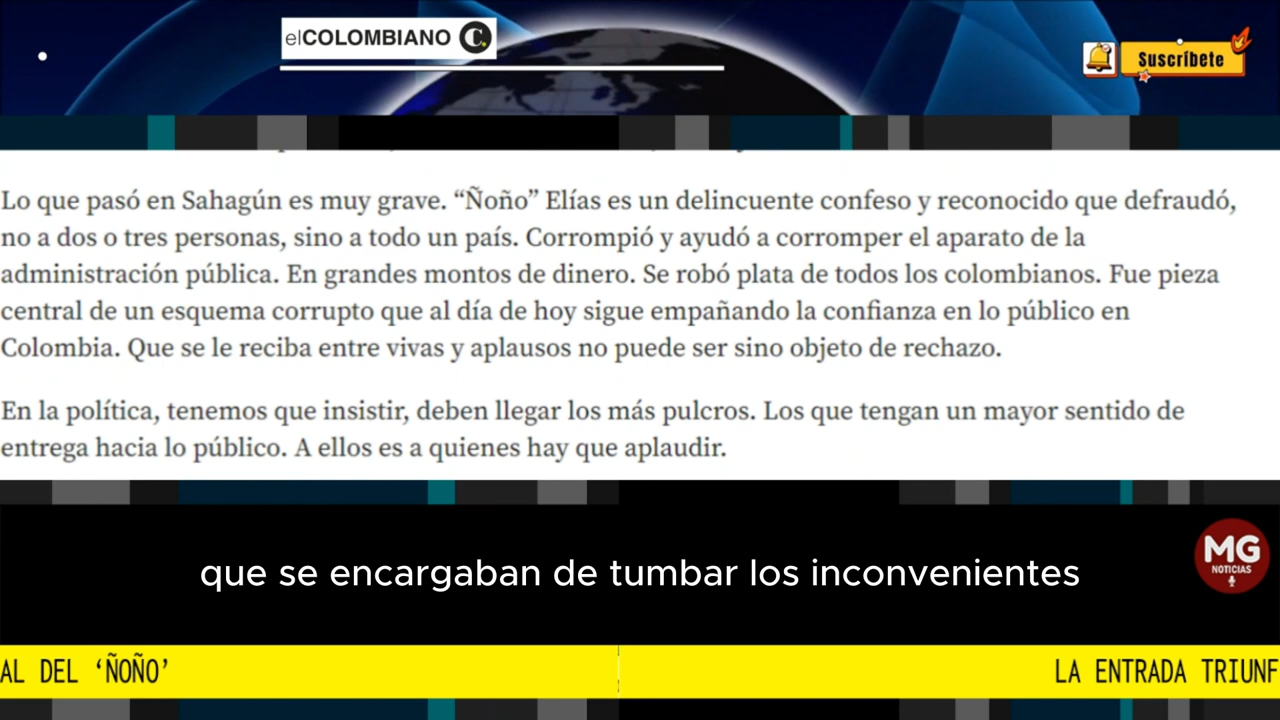 elCOLOMBIANO C.
Suscríbete
Lo que pasó en Sahagún es muy grave. “Ñoño” Elías es un delincuente confeso y reconocido que defraudó,
no a dos o tres personas, sino a todo un país. Corrompió y ayudó a corromper el aparato de la
administración pública. En grandes montos de dinero. Se robó plata de todos los colombianos. Fue pieza
central de un esquema corrupto que al día de hoy sigue empañando la confianza en lo público en
Colombia. Que se le reciba entre vivas y aplausos no puede ser sino objeto de rechazo.
En la política, tenemos que insistir, deben llegar los más pulcros. Los que tengan un mayor sentido de
entrega hacia lo público. A ellos es a quienes hay que aplaudir.
MG
NOTICIAS
que se encargaban de tumbar los inconvenientes
AL DEL ‘ÑOÑO’ LA ENTRADA TRIUNF